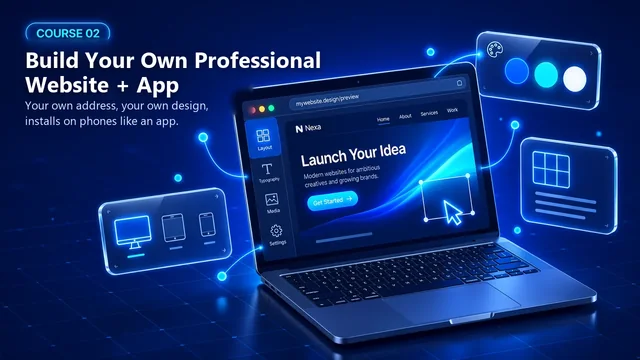 COURSE 02
Build Your Own Professional
Website + App
Your own address, your own design,
installs on phones like an app.
mywebsite.design/preview
N Nexa
Home About Services Work
Layout
Typography
Media
Settings
Launch Your Idea
Modern websites for ambitious
creatives and growing brands.
Get Started →